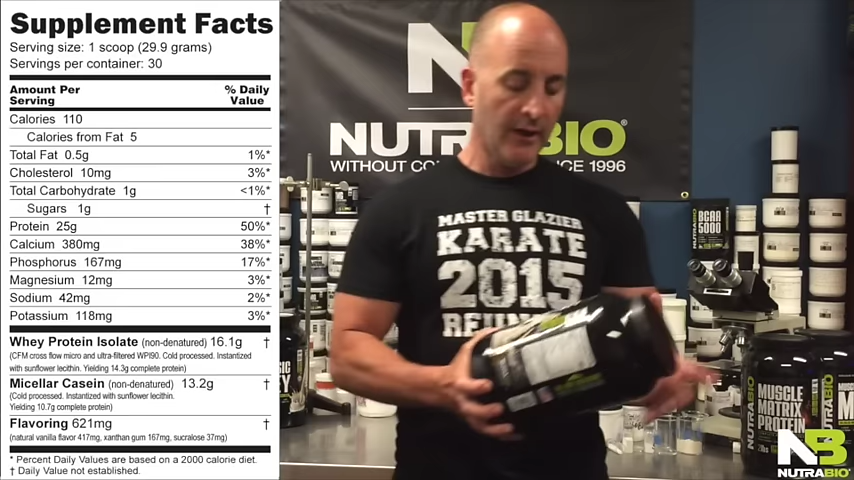 Supplement Facts
Serving size: 1 scoop (29.9 grams)
Servings per container: 30
Amount Per Serving % Daily Value
Calories 110
Calories from Fat 5
Total Fat 0.5g 1%*
Cholesterol 10mg 3%*
Total Carbohydrate 1g <1%*
Sugars 1g †
Protein 25g 50%*
Calcium 380mg 38%*
Phosphorus 167mg 17%*
Magnesium 12mg 3%*
Sodium 42mg 2%*
Potassium 118mg 3%*
Whey Protein Isolate (non-denatured) 16.1g †
(CFM cross flow micro and ultra-filtered WPI90. Cold processed. Instantized
with sunflower lecithin. Yielding 14.3g complete protein)
Micellar Casein (non-denatured) 13.2g †
(Cold processed. Instantized with sunflower lecithin.
Yielding 10.7g complete protein)
Flavoring 621mg †
(natural vanilla flavor 417mg, xanthan gum 167mg, sucralose 37mg)
* Percent Daily Values are based on a 2000 calorie diet.
† Daily Value not established.
N
NUTRABIO®
WITHOUT CO CE 1996
MASTER GLAZIER
KARATE
2015
REUN
BCAA
5000
NUTRABIO
MUSCLE
MATRIX
PROTEIN
NUTRABIO
NB
NUTRABIO